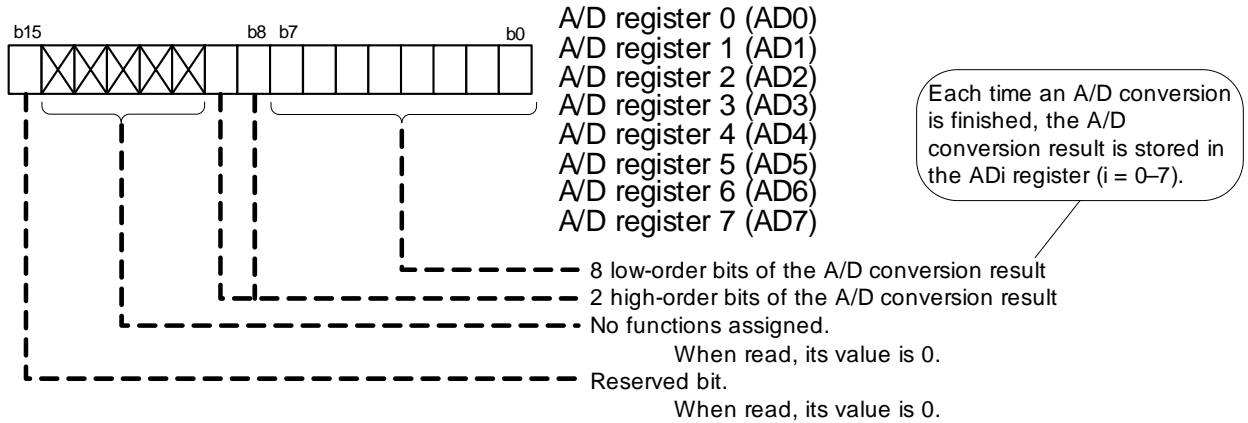 b15
b8
b7
b0
A/D register 0 (AD0)
A/D register 1 (AD1)
A/D register 2 (AD2)
A/D register 3 (AD3)
A/D register 4 (AD4)
A/D register 5 (AD5)
A/D register 6 (AD6)
A/D register 7 (AD7)
Each time an A/D conversion
is finished, the A/D
conversion result is stored in
the ADi register (i = 0–7).
8 low-order bits of the A/D conversion result
2 high-order bits of the A/D conversion result
No functions assigned.
When read, its value is 0.
Reserved bit.
When read, its value is 0.